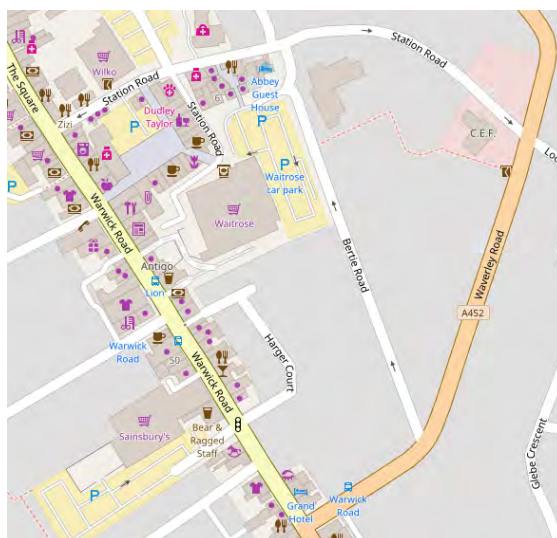 The Square
Wilko
Station Road
Station Road
Zizi
Dudley
Taylor
6
Abbey
Guest
House
Station Road
C.E.F.
P
P
P
Waitrose
car park
Warwick Road
Waitrose
Bertie Road
Waverley Road
A452
Antigo
Lion
Warwick
Road
50
Harger Court
Warwick Road
Sainsbury's
Bear &
Ragged
Staff
Glebe Crescent
P
Grand
Hotel
Warwick
Road